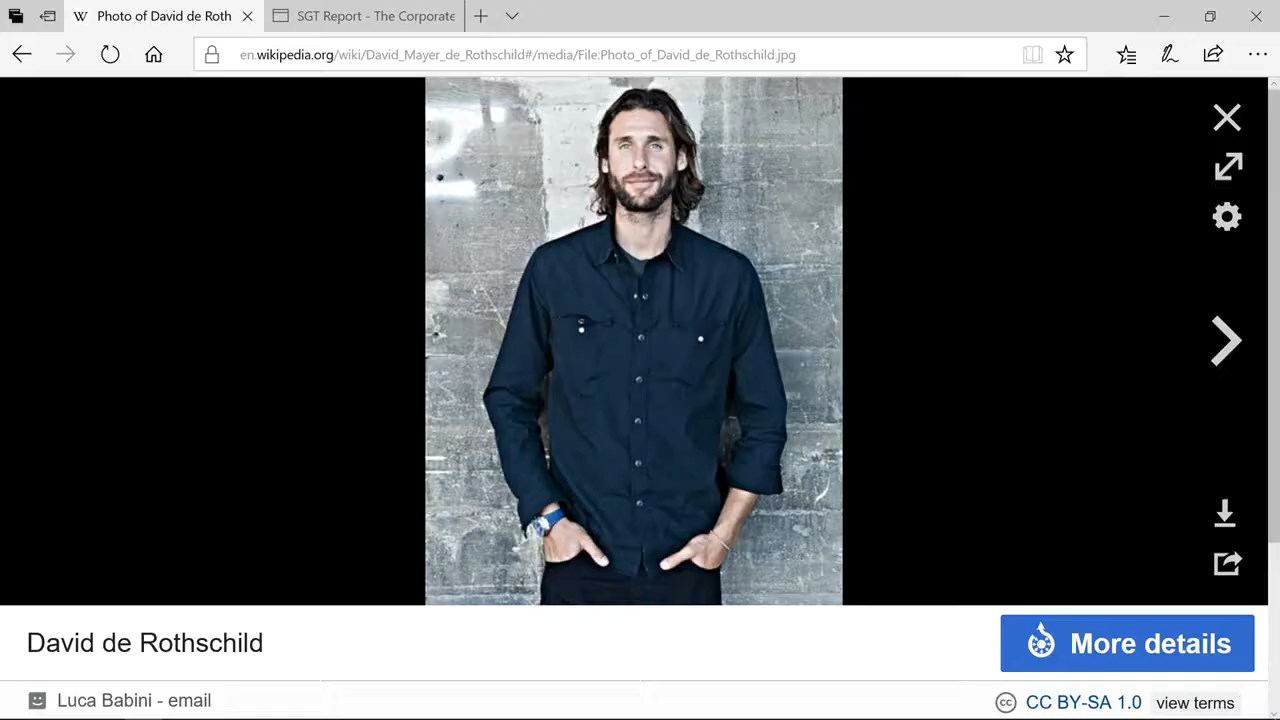 Photo of David de Roth
SGT Report - The Corporate
en.wikipedia.org/wiki/David_Mayer_de_Rothschild#/media/File:Photo_of_David_de_Rothschild.jpg
David de Rothschild
More details
Luca Babini - email
cc CC BY-SA 1.0 view terms